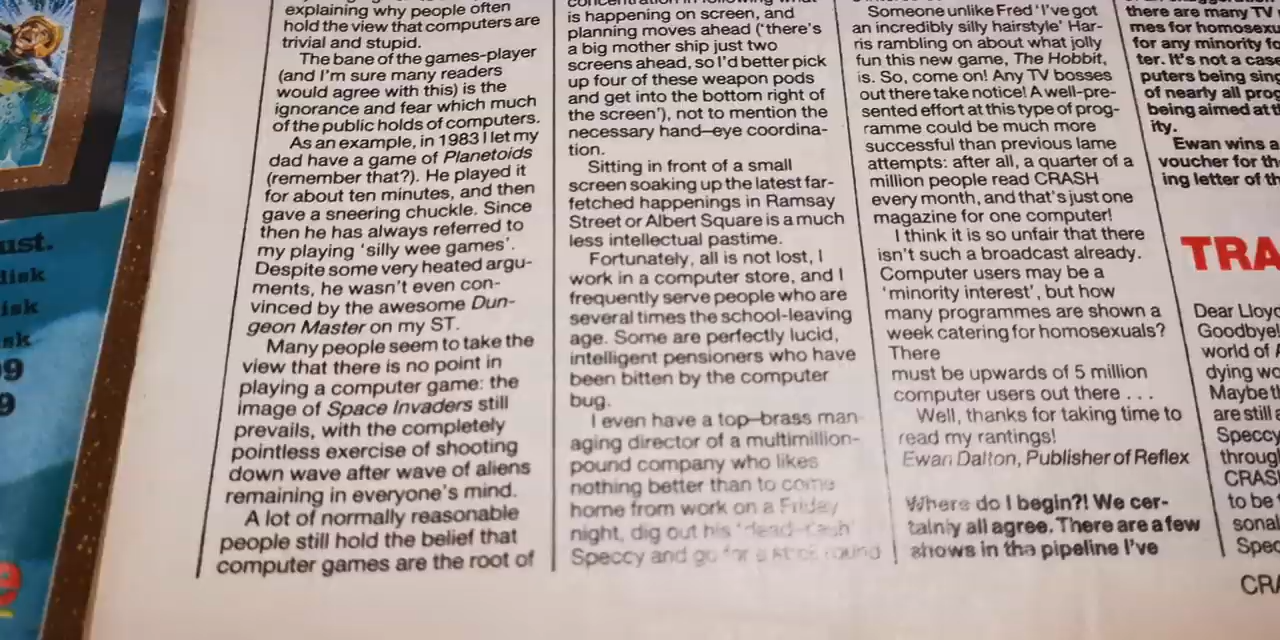 ust.
disk
isk
sk
99
9
e
explaining why people often
hold the view that computers are
trivial and stupid.
The bane of the games-player
(and I'm sure many readers
would agree with this) is the
ignorance and fear which much
of the public holds of computers.
As an example, in 1983 I let my
dad have a game of Planetoids
(remember that?). He played it
for about ten minutes, and then
gave a sneering chuckle. Since
then he has always referred to
my playing 'silly wee games'.
Despite some very heated argu-
ments, he wasn't even con-
vinced by the awesome Dun-
geon Master on my ST.
Many people seem to take the
view that there is no point in
playing a computer game: the
image of Space Invaders still
prevails, with the completely
pointless exercise of shooting
down wave after wave of aliens
remaining in everyone's mind.
A lot of normally reasonable
people still hold the belief that
computer games are the root of
is happening on screen, and
planning moves ahead ('there's
a big mother ship just two
screens ahead, so I'd better pick
up four of these weapon pods
and get into the bottom right of
the screen'), not to mention the
necessary hand–eye coordina-
tion.
Sitting in front of a small
screen soaking up the latest far-
fetched happenings in Ramsay
Street or Albert Square is a much
less intellectual pastime.
Fortunately, all is not lost, I
work in a computer store, and I
frequently serve people who are
several times the school-leaving
age. Some are perfectly lucid,
intelligent pensioners who have
been bitten by the computer
bug.
I even have a top–brass man-
aging director of a multimillion-
pound company who likes
nothing better than to come
home from work on a Friday
night, dig out his 'dead-flesh'
Speccy and go for a round
Someone unlike Fred 'I've got
an incredibly silly hairstyle' Har-
ris rambling on about what jolly
fun this new game, The Hobbit,
is. So, come on! Any TV bosses
out there take notice! A well-pre-
sented effort at this type of prog-
ramme could be much more
successful than previous lame
attempts: after all, a quarter of a
million people read CRASH
every month, and that's just one
magazine for one computer!
I think it is so unfair that there
isn't such a broadcast already.
Computer users may be a
'minority interest', but how
many programmes are shown a
week catering for homosexuals?
There
must be upwards of 5 million
computer users out there . . .
Well, thanks for taking time to
read my rantings!
Ewan Dalton, Publisher of Reflex
Where do I begin?! We cer-
tainly all agree. There are a few
shows in the pipeline I've
there are many TV
mes for homosexu
for any minority fo
ter. It's not a case
puters being sing
of nearly all prog
being aimed at th
ity.
Ewan wins a
voucher for th
ing letter of th
TRA
Dear Lloyd
Goodbye!
world of
dying wo
Maybe th
are still a
Speccy
through
CRASH
to be
sonal
Spec
CRA